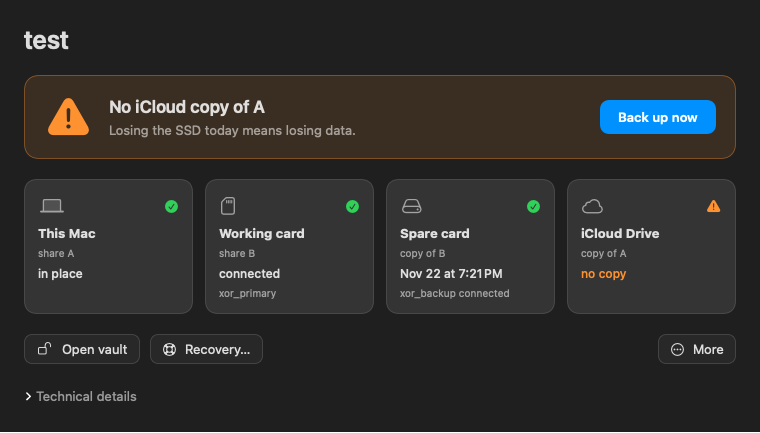 test
No iCloud copy of A
Losing the SSD today means losing data.
Back up now
This Mac
share A
in place
Working card
share B
connected
xor_primary
Spare card
copy of B
Nov 22 at 7:21 PM
xor_backup connected
iCloud Drive
copy of A
no copy
Open vault
Recovery...
More
Technical details